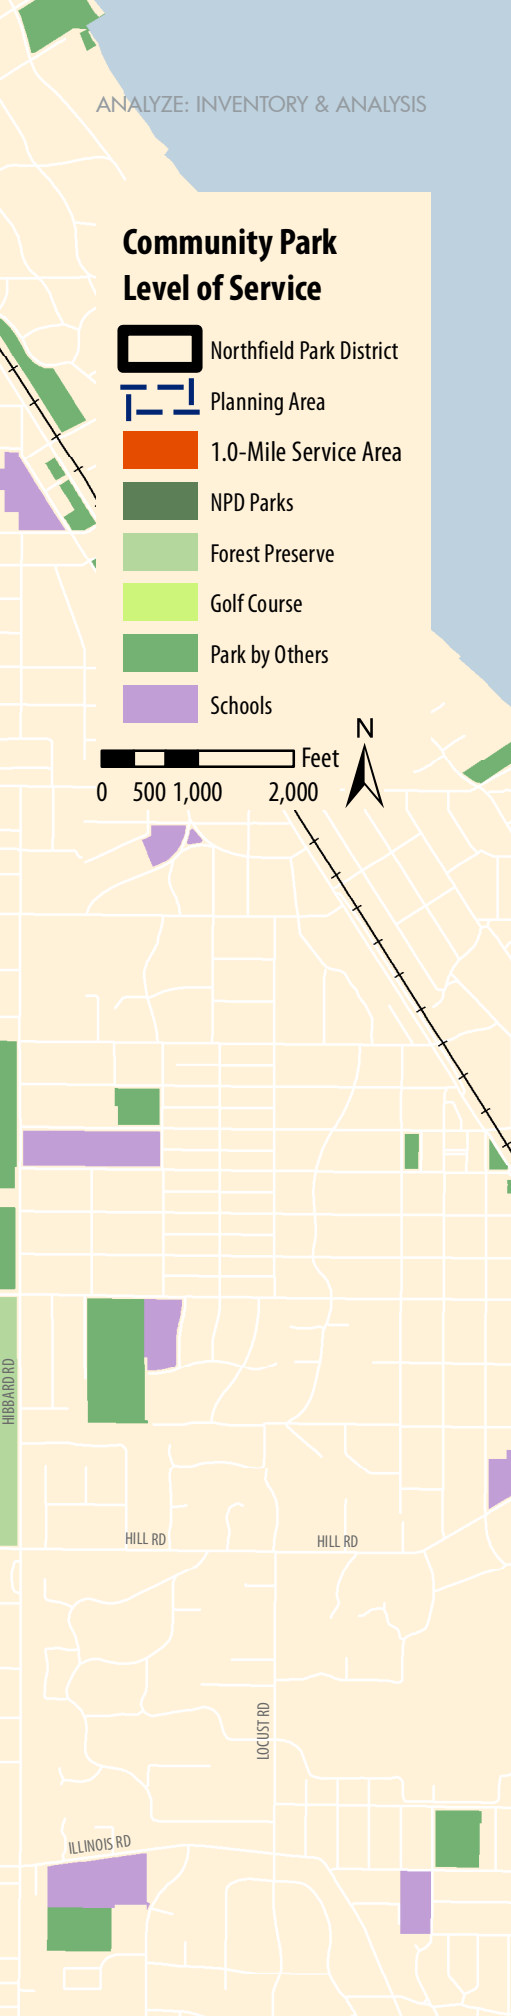 ANALYZE: INVENTORY & ANALYSIS
Community Park
Level of Service
Northfield Park District
Planning Area
1.0-Mile Service Area
NPD Parks
Forest Preserve
Golf Course
Park by Others
Schools
N
Feet
0 500 1,000 2,000
HIBBARD RD
HILL RD HILL RD
LOCUST RD
ILLINOIS RD